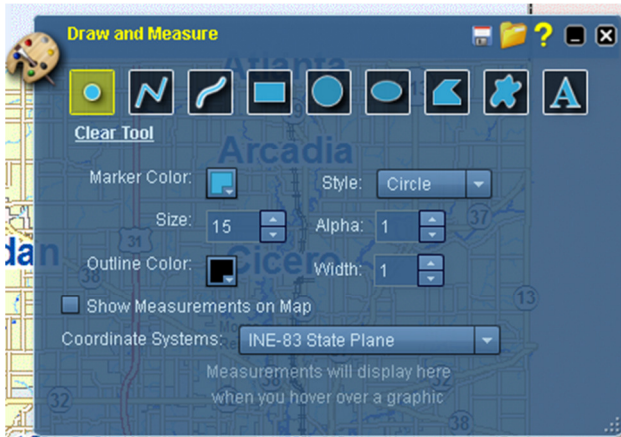 Draw and Measure
?
Atlanta
A
Clear Tool
Arcadia
Marker Color:
Style: Circle
37
Size: 15
Alpha: 1
31
dan
Cicero
38
Outline Color:
Width: 1
Show Measurements on Map
13
Coordinate Systems: INE-83 State Plane
Measurements will display here
when you hover over a graphic
32
38